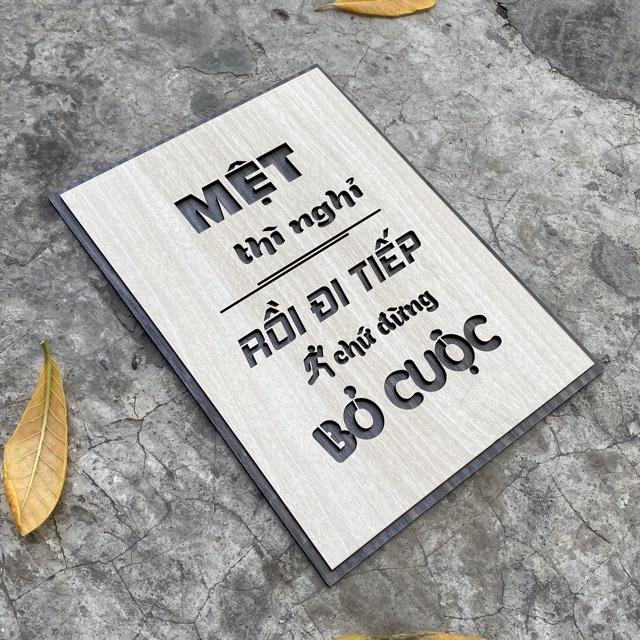 MỆT
thì nghỉ
RỒI ĐI TIẾP
chứ đừng
BỎ CUỘC